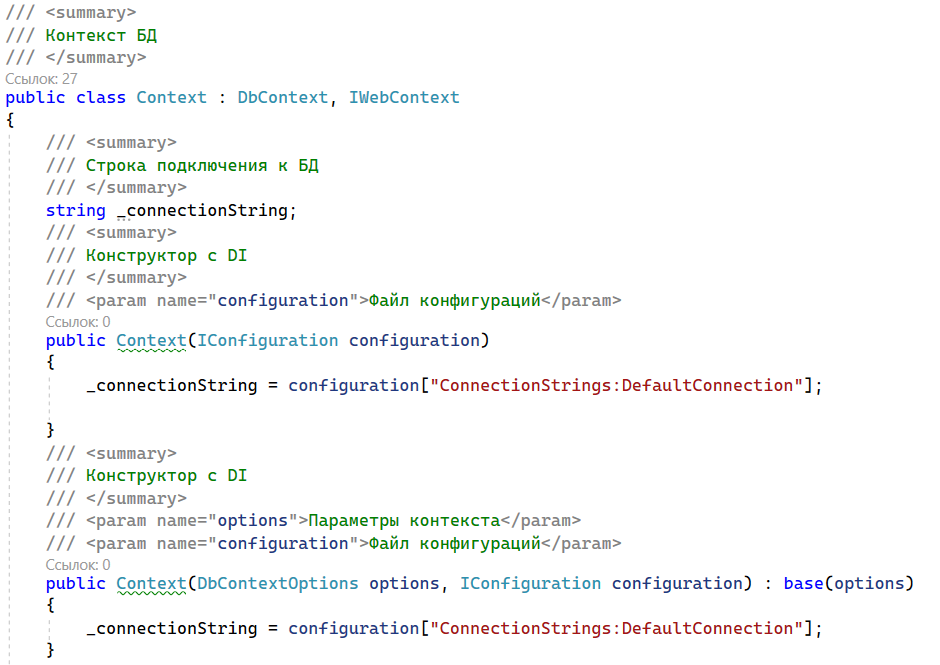 /// <summary>
/// Контекст БД
/// </summary>
Ссылок: 27
public class Context : DbContext, IWebContext
{
/// <summary>
/// Строка подключения к БД
/// </summary>
string _connectionString;
/// <summary>
/// Конструктор с DI
/// </summary>
/// <param name="configuration">Файл конфигураций</param>
Ссылок: 0
public Context(IConfiguration configuration)
{
_connectionString = configuration["ConnectionStrings:DefaultConnection"];
}
/// <summary>
/// Конструктор с DI
/// </summary>
/// <param name="options">Параметры контекста</param>
/// <param name="configuration">Файл конфигураций</param>
Ссылок: 0
public Context(DbContextOptions options, IConfiguration configuration) : base(options)
{
_connectionString = configuration["ConnectionStrings:DefaultConnection"];
}